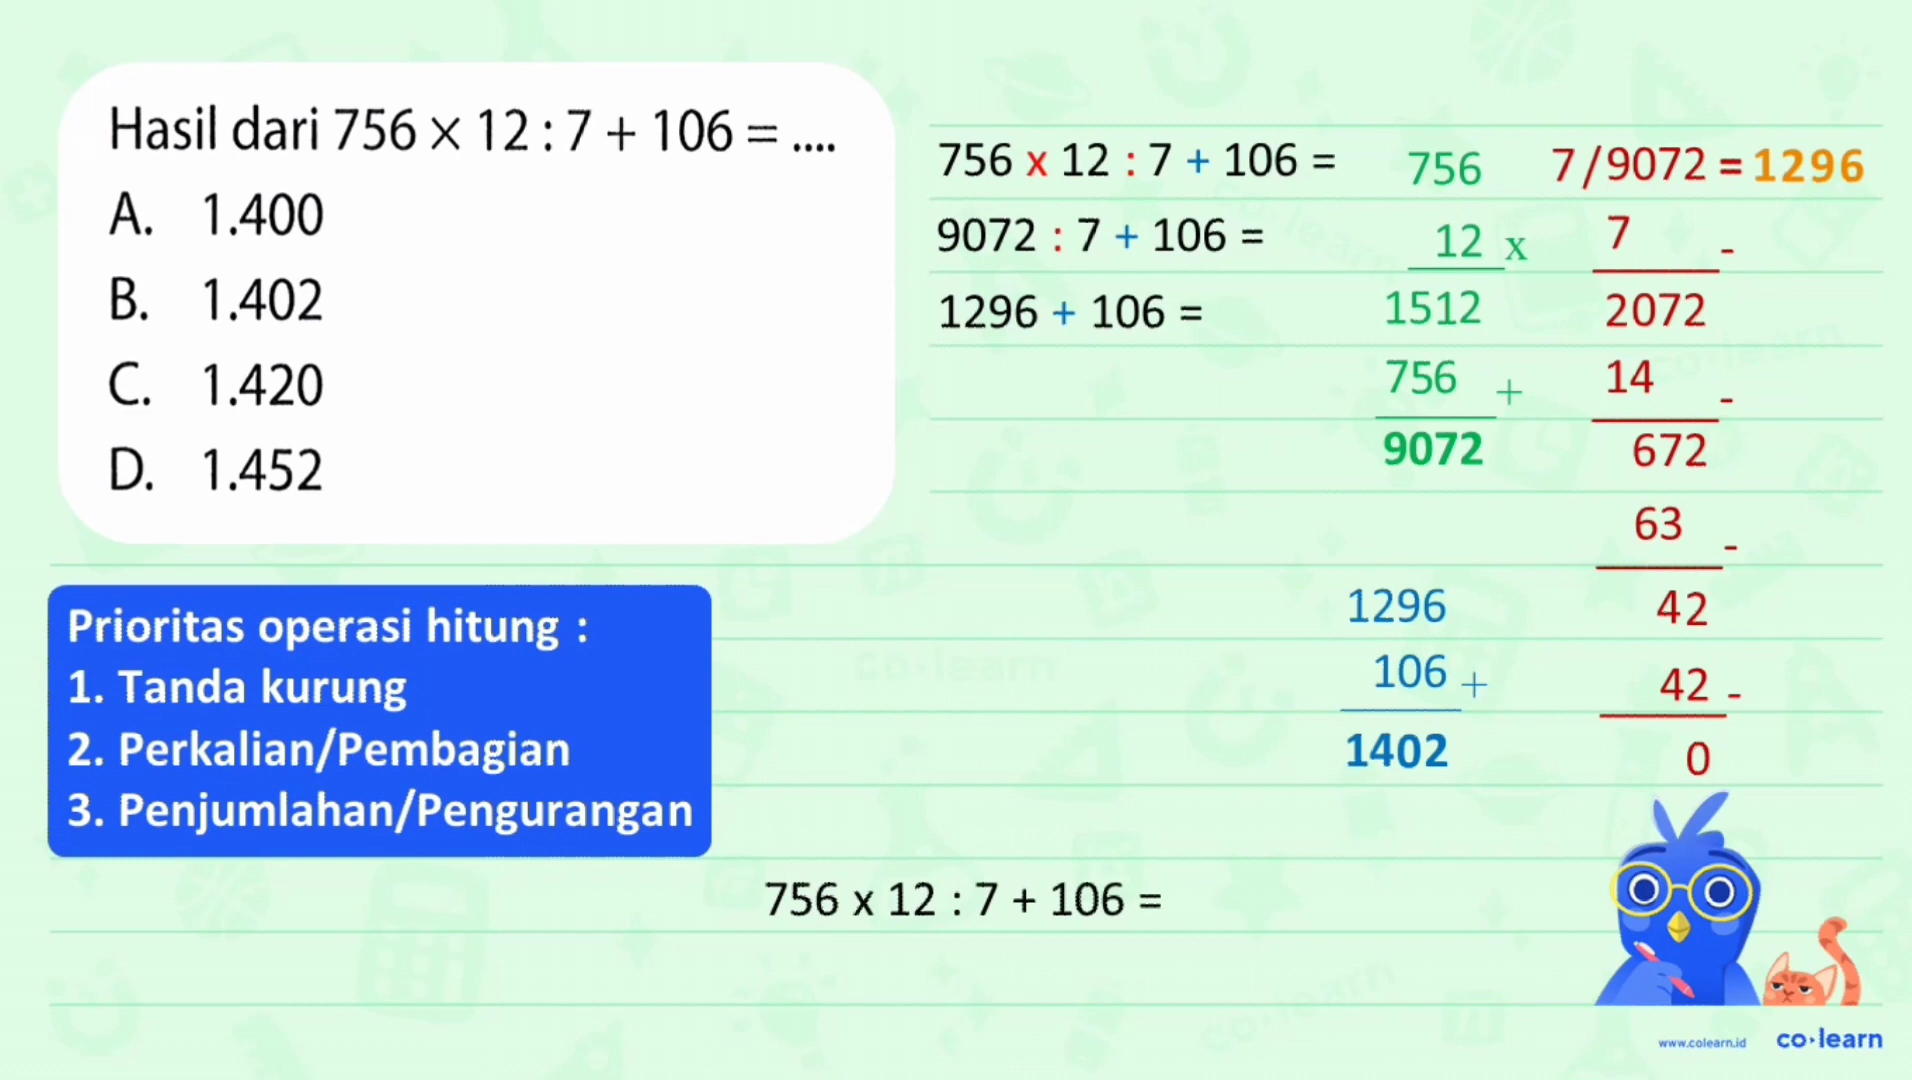 Hasil dari 756 × 12 : 7 + 106 = ....
A. 1.400
B. 1.402
C. 1.420
D. 1.452
Prioritas operasi hitung :
1. Tanda kurung
2. Perkalian/Pembagian
3. Penjumlahan/Pengurangan
756 x 12 : 7 + 106 =
9072 : 7 + 106 =
1296 + 106 =
756
12 x
1512
756 +
9072
7/9072 = 1296
7 -
2072
14 -
672
63 -
42
42 -
0
1296
106 +
1402
756 x 12 : 7 + 106 =
co·learn
www.colearn.id co·learn